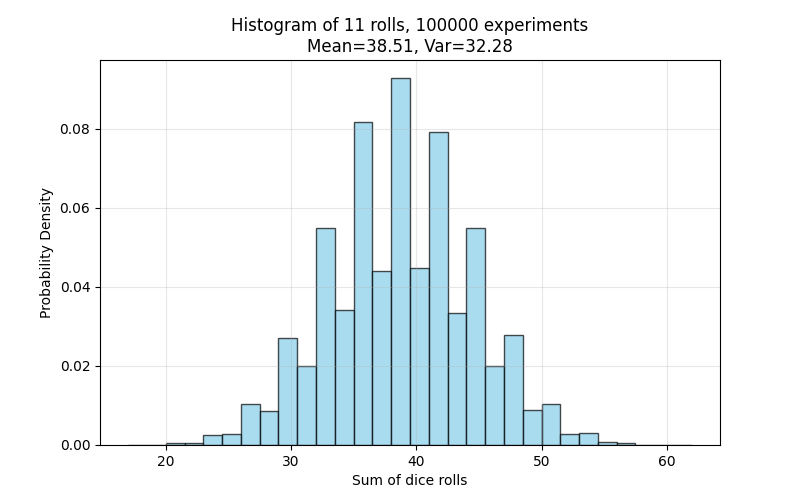 Histogram of 11 rolls, 100000 experiments
Mean=38.51, Var=32.28
Probability Density
0.08
0.06
0.04
0.02
0.00
20 30 40 50 60
Sum of dice rolls